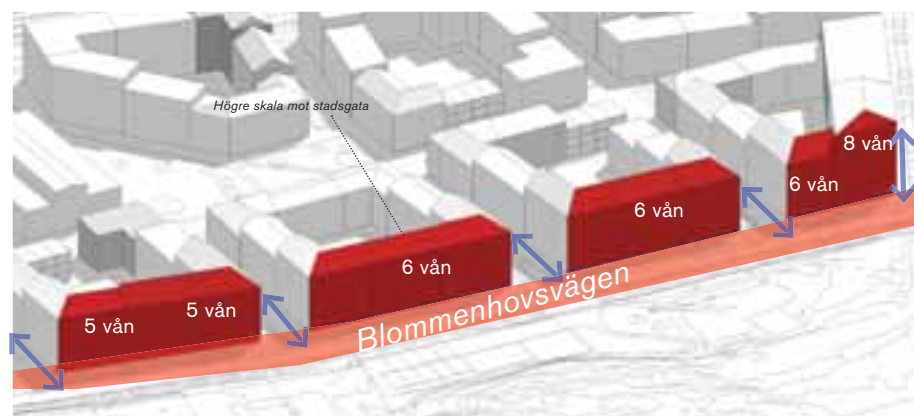 Högre skala mot stadsgata
8 vån
6 vån
6 vån
6 vån
5 vån
5 vån
Blommenhovsvägen